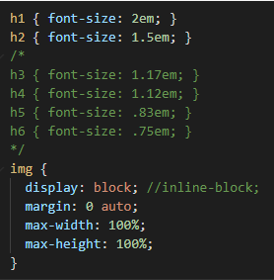 h1 { font-size: 2em; }
h2 { font-size: 1.5em; }
/*
h3 { font-size: 1.17em; }
h4 { font-size: 1.12em; }
h5 { font-size: .83em; }
h6 { font-size: .75em; }
*/
img {
  display: block; //inline-block;
  margin: 0 auto;
  max-width: 100%;
  max-height: 100%;
}